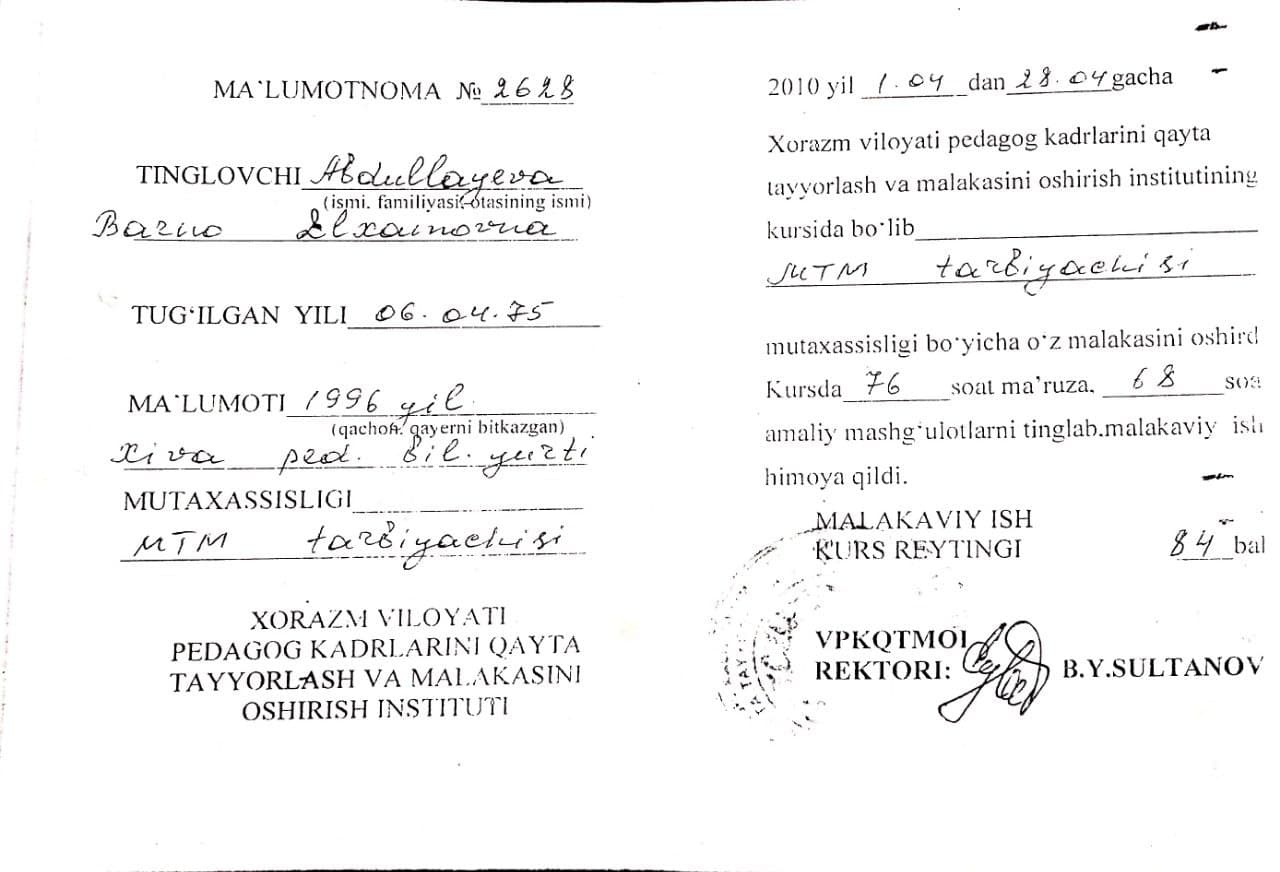 MA'LUMOTNOMA № 2628
TINGLOVCHI Abdullayeva
(ismi. familiyasi. otasining ismi)
Barno Elxamovna
TUG‘ILGAN YILI 06.04.75
MA'LUMOTI 1996 yil
(qachon. qayerni bitkazgan)
Xiva ped. bil. yurti
MUTAXASSISLIGI
MTM tarbiyachisi
XORAZM VILOYATI
PEDAGOG KADRLARINI QAYTA
TAYYORLASH VA MALAKASINI
OSHIRISH INSTITUTI
2010 yil 1.04 dan 28.04 gacha
Xorazm viloyati pedagog kadrlarini qayta
tayyorlash va malakasini oshirish institutining
kursida bo‘lib
MTM tarbiyachisi
mutaxassisligi bo‘yicha o‘z malakasini oshird
Kursda 76 soat ma’ruza, 68 soa
amaliy mashg‘ulotlarni tinglab.malakaviy ish
himoya qildi.
MALAKAVIY ISH
KURS REYTINGI 84 bal
VPKQTMOI
REKTORI: B.Y.SULTANOV